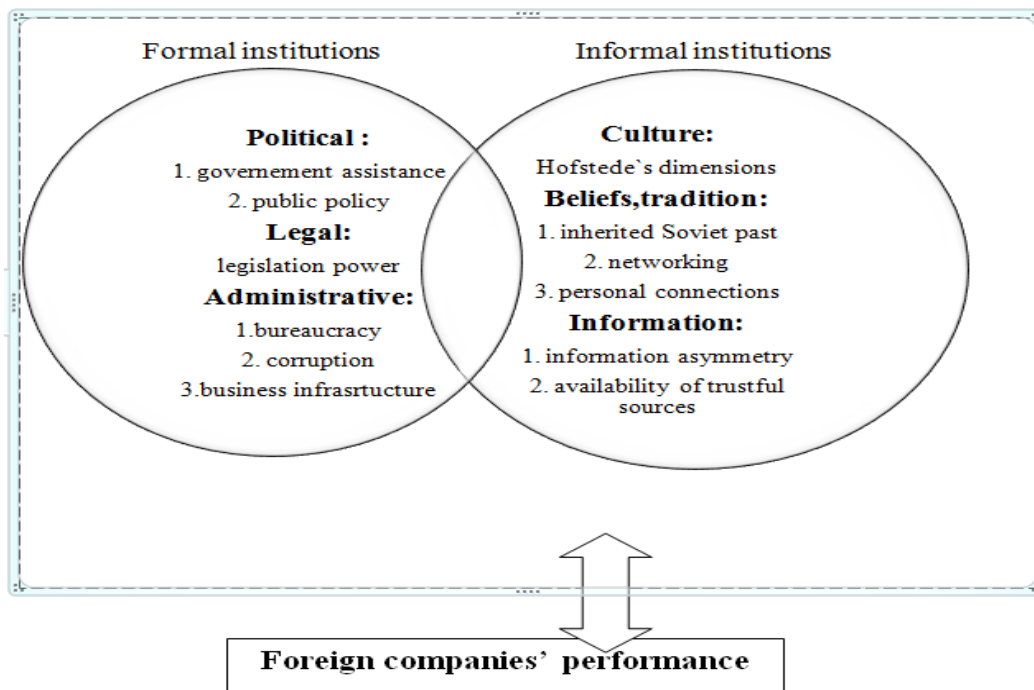 Formal institutions
Political :
1. governement assistance
2. public policy
Legal:
legislation power
Administrative:
1.bureaucracy
2. corruption
3.business infrasrtucture
Informal institutions
Culture:
Hofstede`s dimensions
Beliefs,tradition:
1. inherited Soviet past
2. networking
3. personal connections
Information:
1. information asymmetry
2. availability of trustful
sources
Foreign companies’ performance